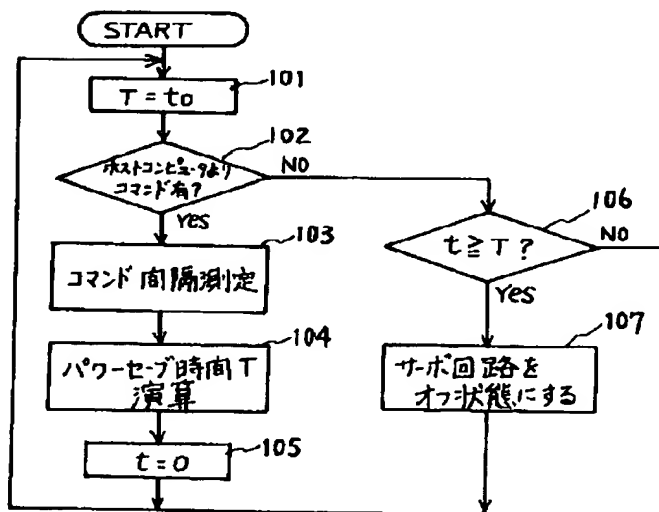 START
101
T = to
102
ホストコンピュータより
コマンド有?
NO
Yes
103
コマンド間隔測定
104
パワーセーブ時間T
演算
105
t = 0
106
t ≧ T ?
NO
Yes
107
サーボ回路を
オフ状態にする